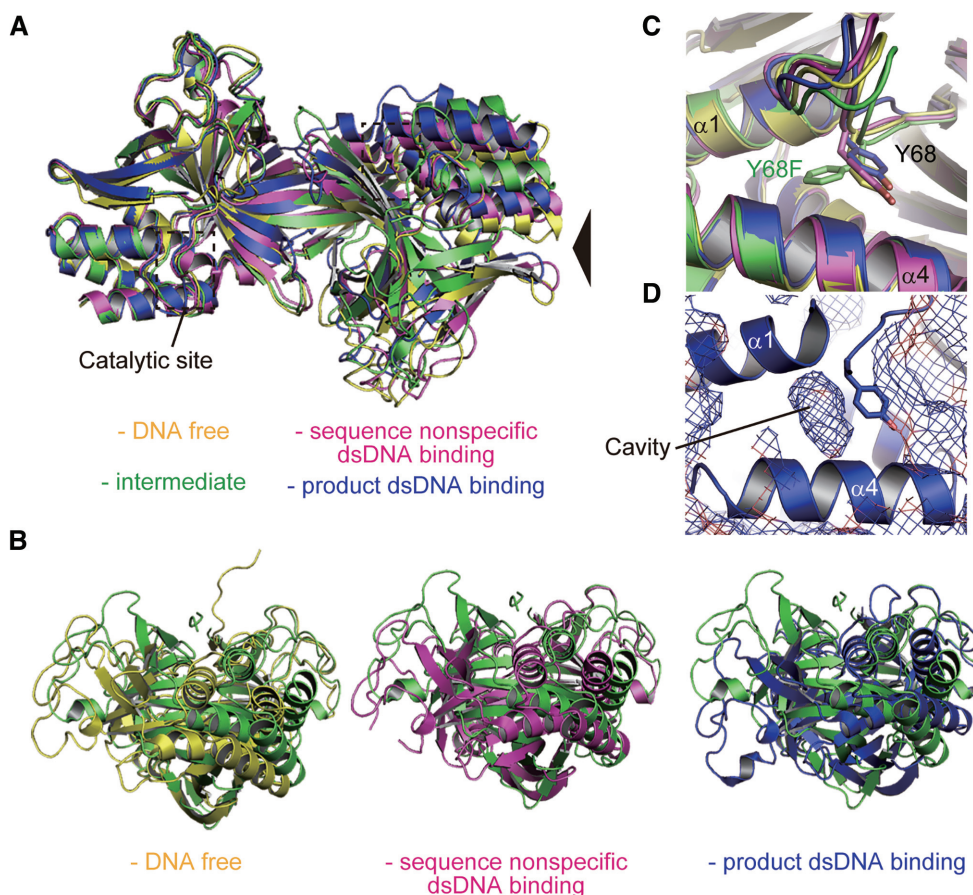 A
Catalytic site
- DNA free
- sequence nonspecific
dsDNA binding
- intermediate
- product dsDNA binding
C
α1
Y68F
Y68
α4
D
α1
Cavity
α4
B
- DNA free
- sequence nonspecific
dsDNA binding
- product dsDNA binding